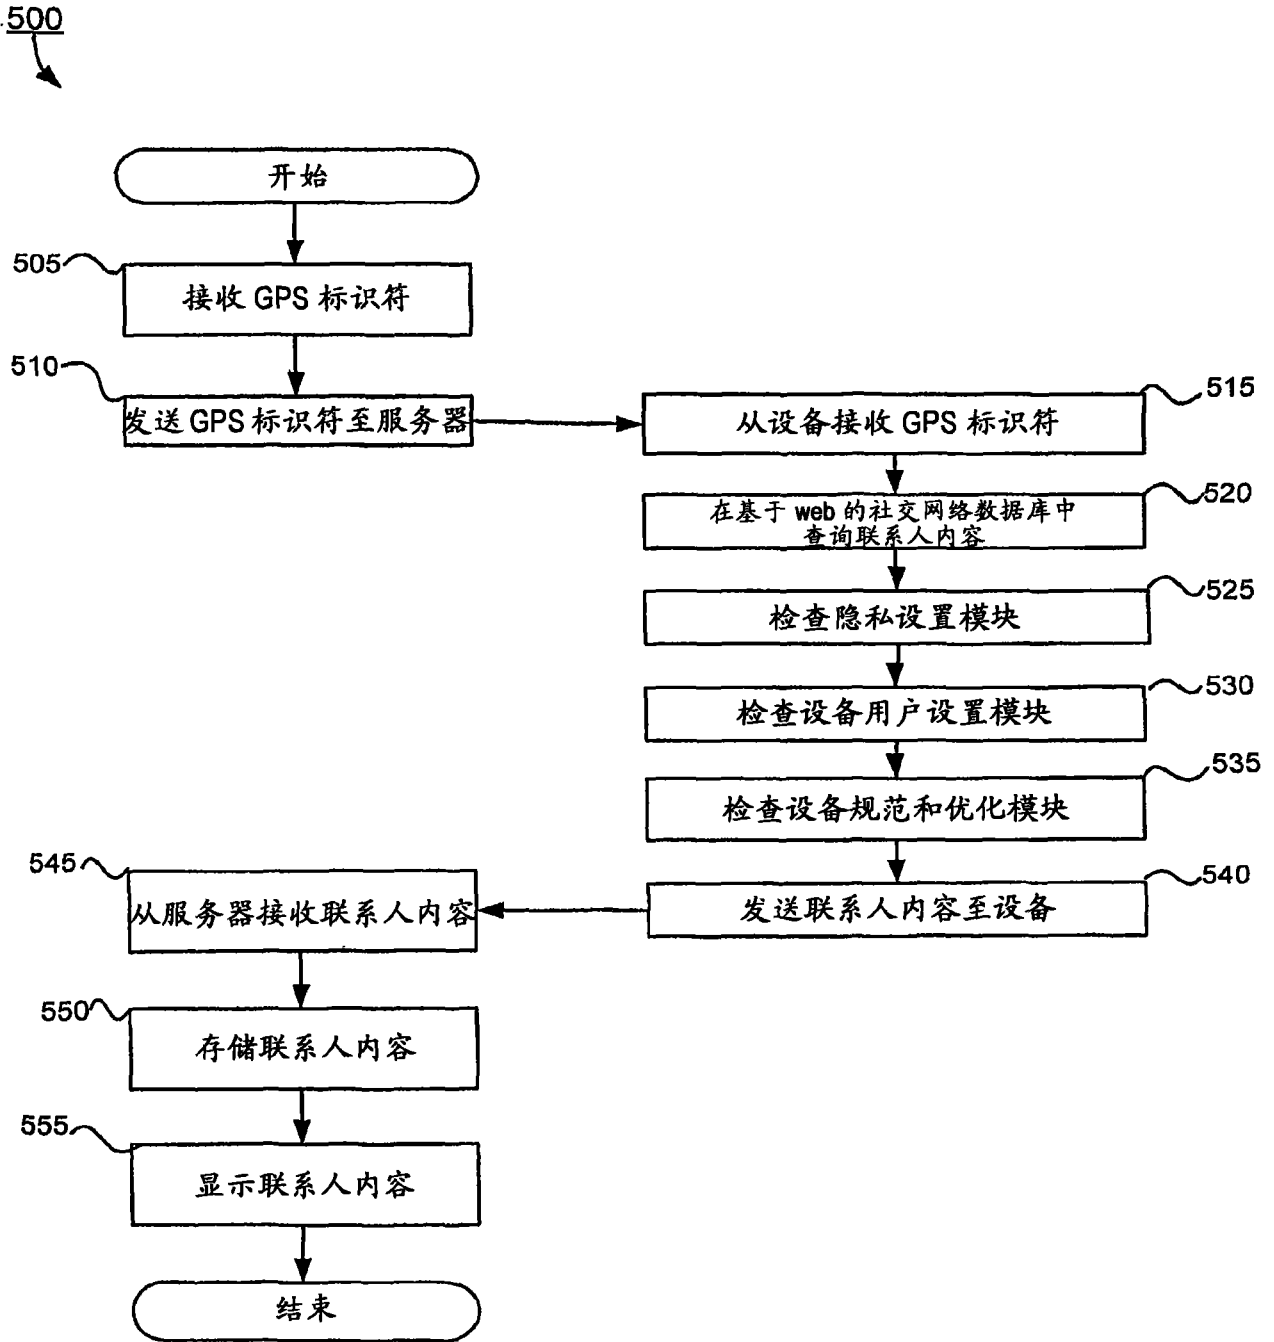 500
开始
505
接收 GPS 标识符
510
发送 GPS 标识符至服务器
515
从设备接收 GPS 标识符
520
在基于 web 的社交网络数据库中
查询联系人内容
525
检查隐私设置模块
530
检查设备用户设置模块
535
检查设备规范和优化模块
540
发送联系人内容至设备
545
从服务器接收联系人内容
550
存储联系人内容
555
显示联系人内容
结束